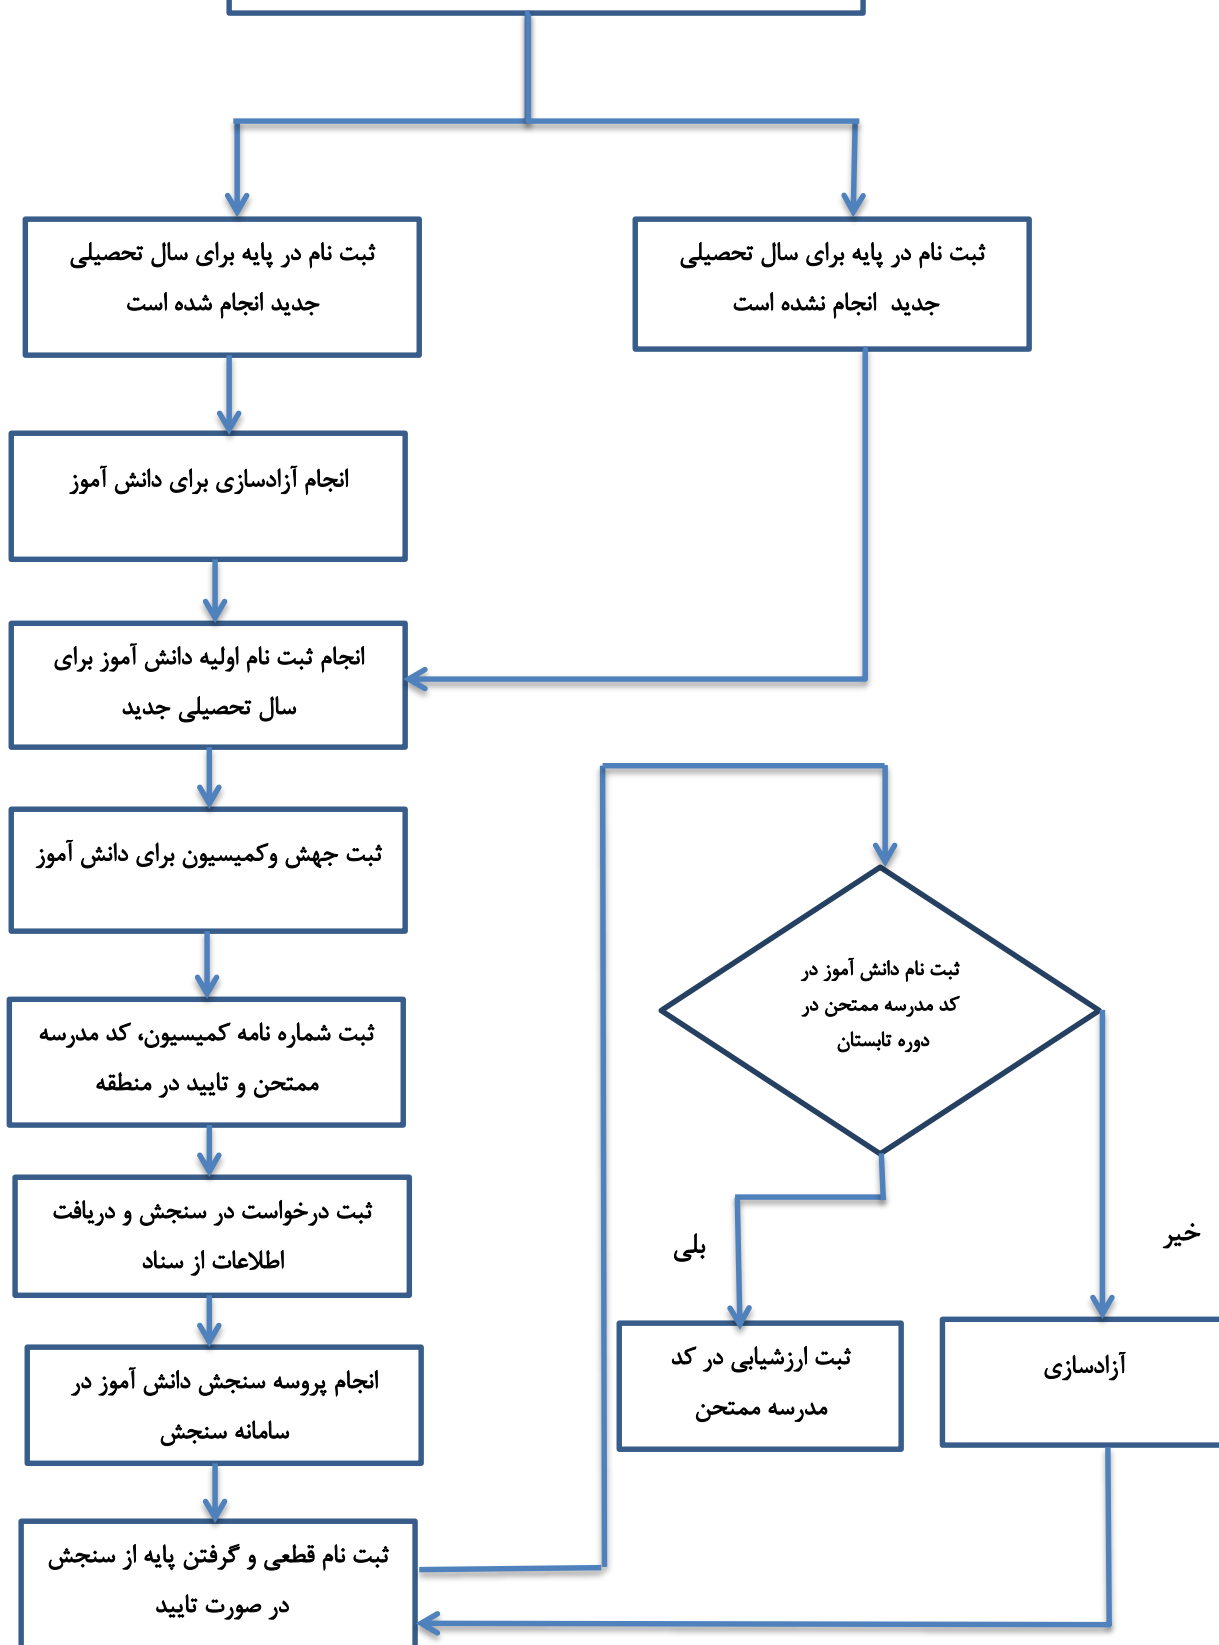 ثبت نام در پایه برای سال تحصیلی
جدید انجام نشده است
ثبت نام در پایه برای سال تحصیلی
جدید انجام شده است
انجام آزادسازی برای دانش آموز
انجام ثبت نام اولیه دانش آموز برای
سال تحصیلی جدید
ثبت جهش وکمیسیون برای دانش آموز
ثبت شماره نامه کمیسیون، کد مدرسه
ممتحن و تایید در منطقه
ثبت درخواست در سنجش و دریافت
اطلاعات از سناد
انجام پروسه سنجش دانش آموز در
سامانه سنجش
ثبت نام قطعی و گرفتن پایه از سنجش
در صورت تایید
ثبت نام دانش آموز در
کد مدرسه ممتحن در
دوره تابستان
خیر
بلی
آزادسازی
ثبت ارزشیابی در کد
مدرسه ممتحن